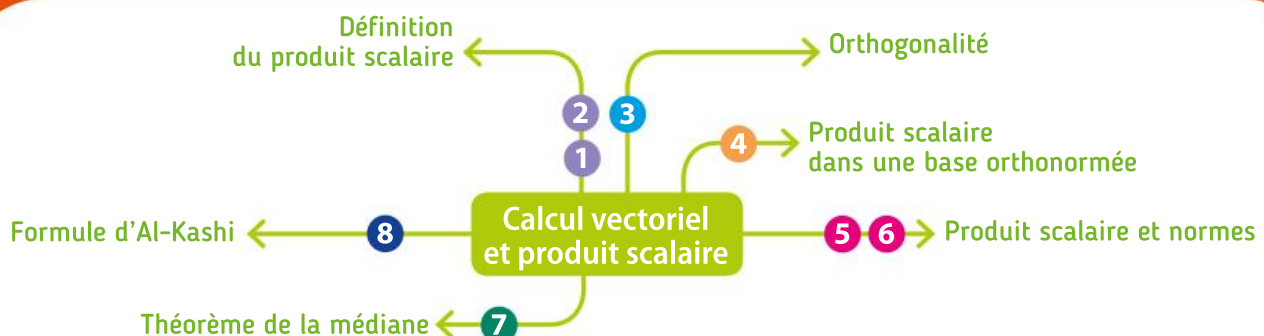 Définition
du produit scalaire
Orthogonalité
2
3
1
4
Produit scalaire
dans une base orthonormée
Formule d'Al-Kashi
8
Calcul vectoriel
et produit scalaire
5
6
Produit scalaire et normes
Théorème de la médiane
7